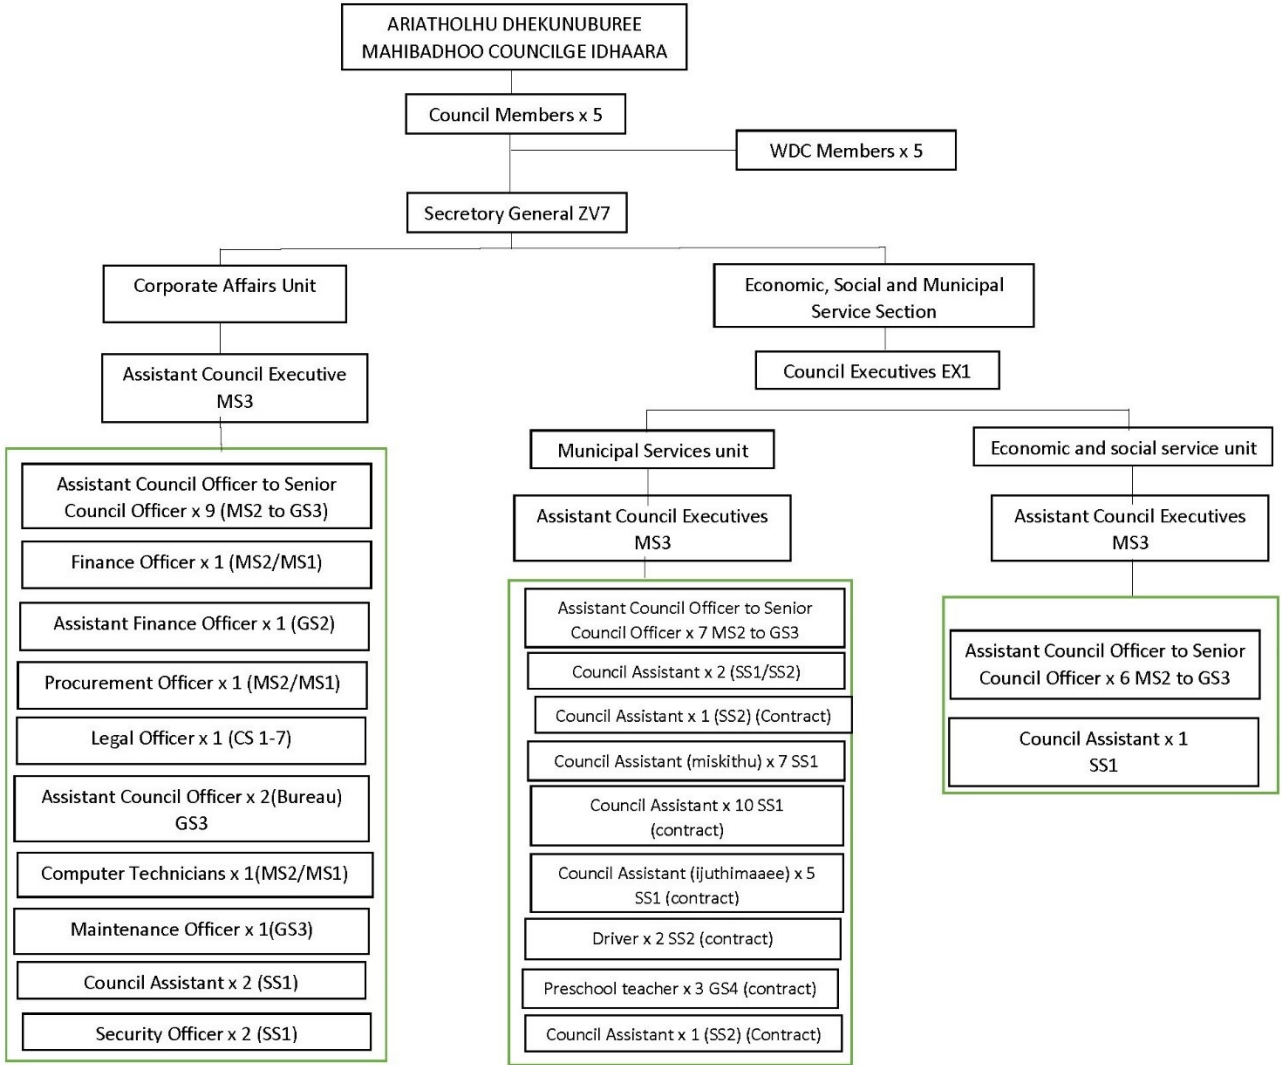 ARIATHOLHU DHEKUNUBUREE
MAHIBADHOO COUNCILGE IDHAARA
Council Members x 5
WDC Members x 5
Secretory General ZV7
Corporate Affairs Unit
Assistant Council Executive
MS3
Assistant Council Officer to Senior
Council Officer x 9 (MS2 to GS3)
Finance Officer x 1 (MS2/MS1)
Assistant Finance Officer x 1 (GS2)
Procurement Officer x 1 (MS2/MS1)
Legal Officer x 1 (CS 1-7)
Assistant Council Officer x 2(Bureau)
GS3
Computer Technicians x 1(MS2/MS1)
Maintenance Officer x 1(GS3)
Council Assistant x 2 (SS1)
Security Officer x 2 (SS1)
Economic, Social and Municipal
Service Section
Council Executives EX1
Municipal Services unit
Assistant Council Executives
MS3
Assistant Council Officer to Senior
Council Officer x 7 MS2 to GS3
Council Assistant x 2 (SS1/SS2)
Council Assistant x 1 (SS2) (Contract)
Council Assistant (miskithu) x 7 SS1
Council Assistant x 10 SS1
(contract)
Council Assistant (ijuthimaaee) x 5
SS1 (contract)
Driver x 2 SS2 (contract)
Preschool teacher x 3 GS4 (contract)
Council Assistant x 1 (SS2) (Contract)
Economic and social service unit
Assistant Council Executives
MS3
Assistant Council Officer to Senior
Council Officer x 6 MS2 to GS3
Council Assistant x 1
SS1